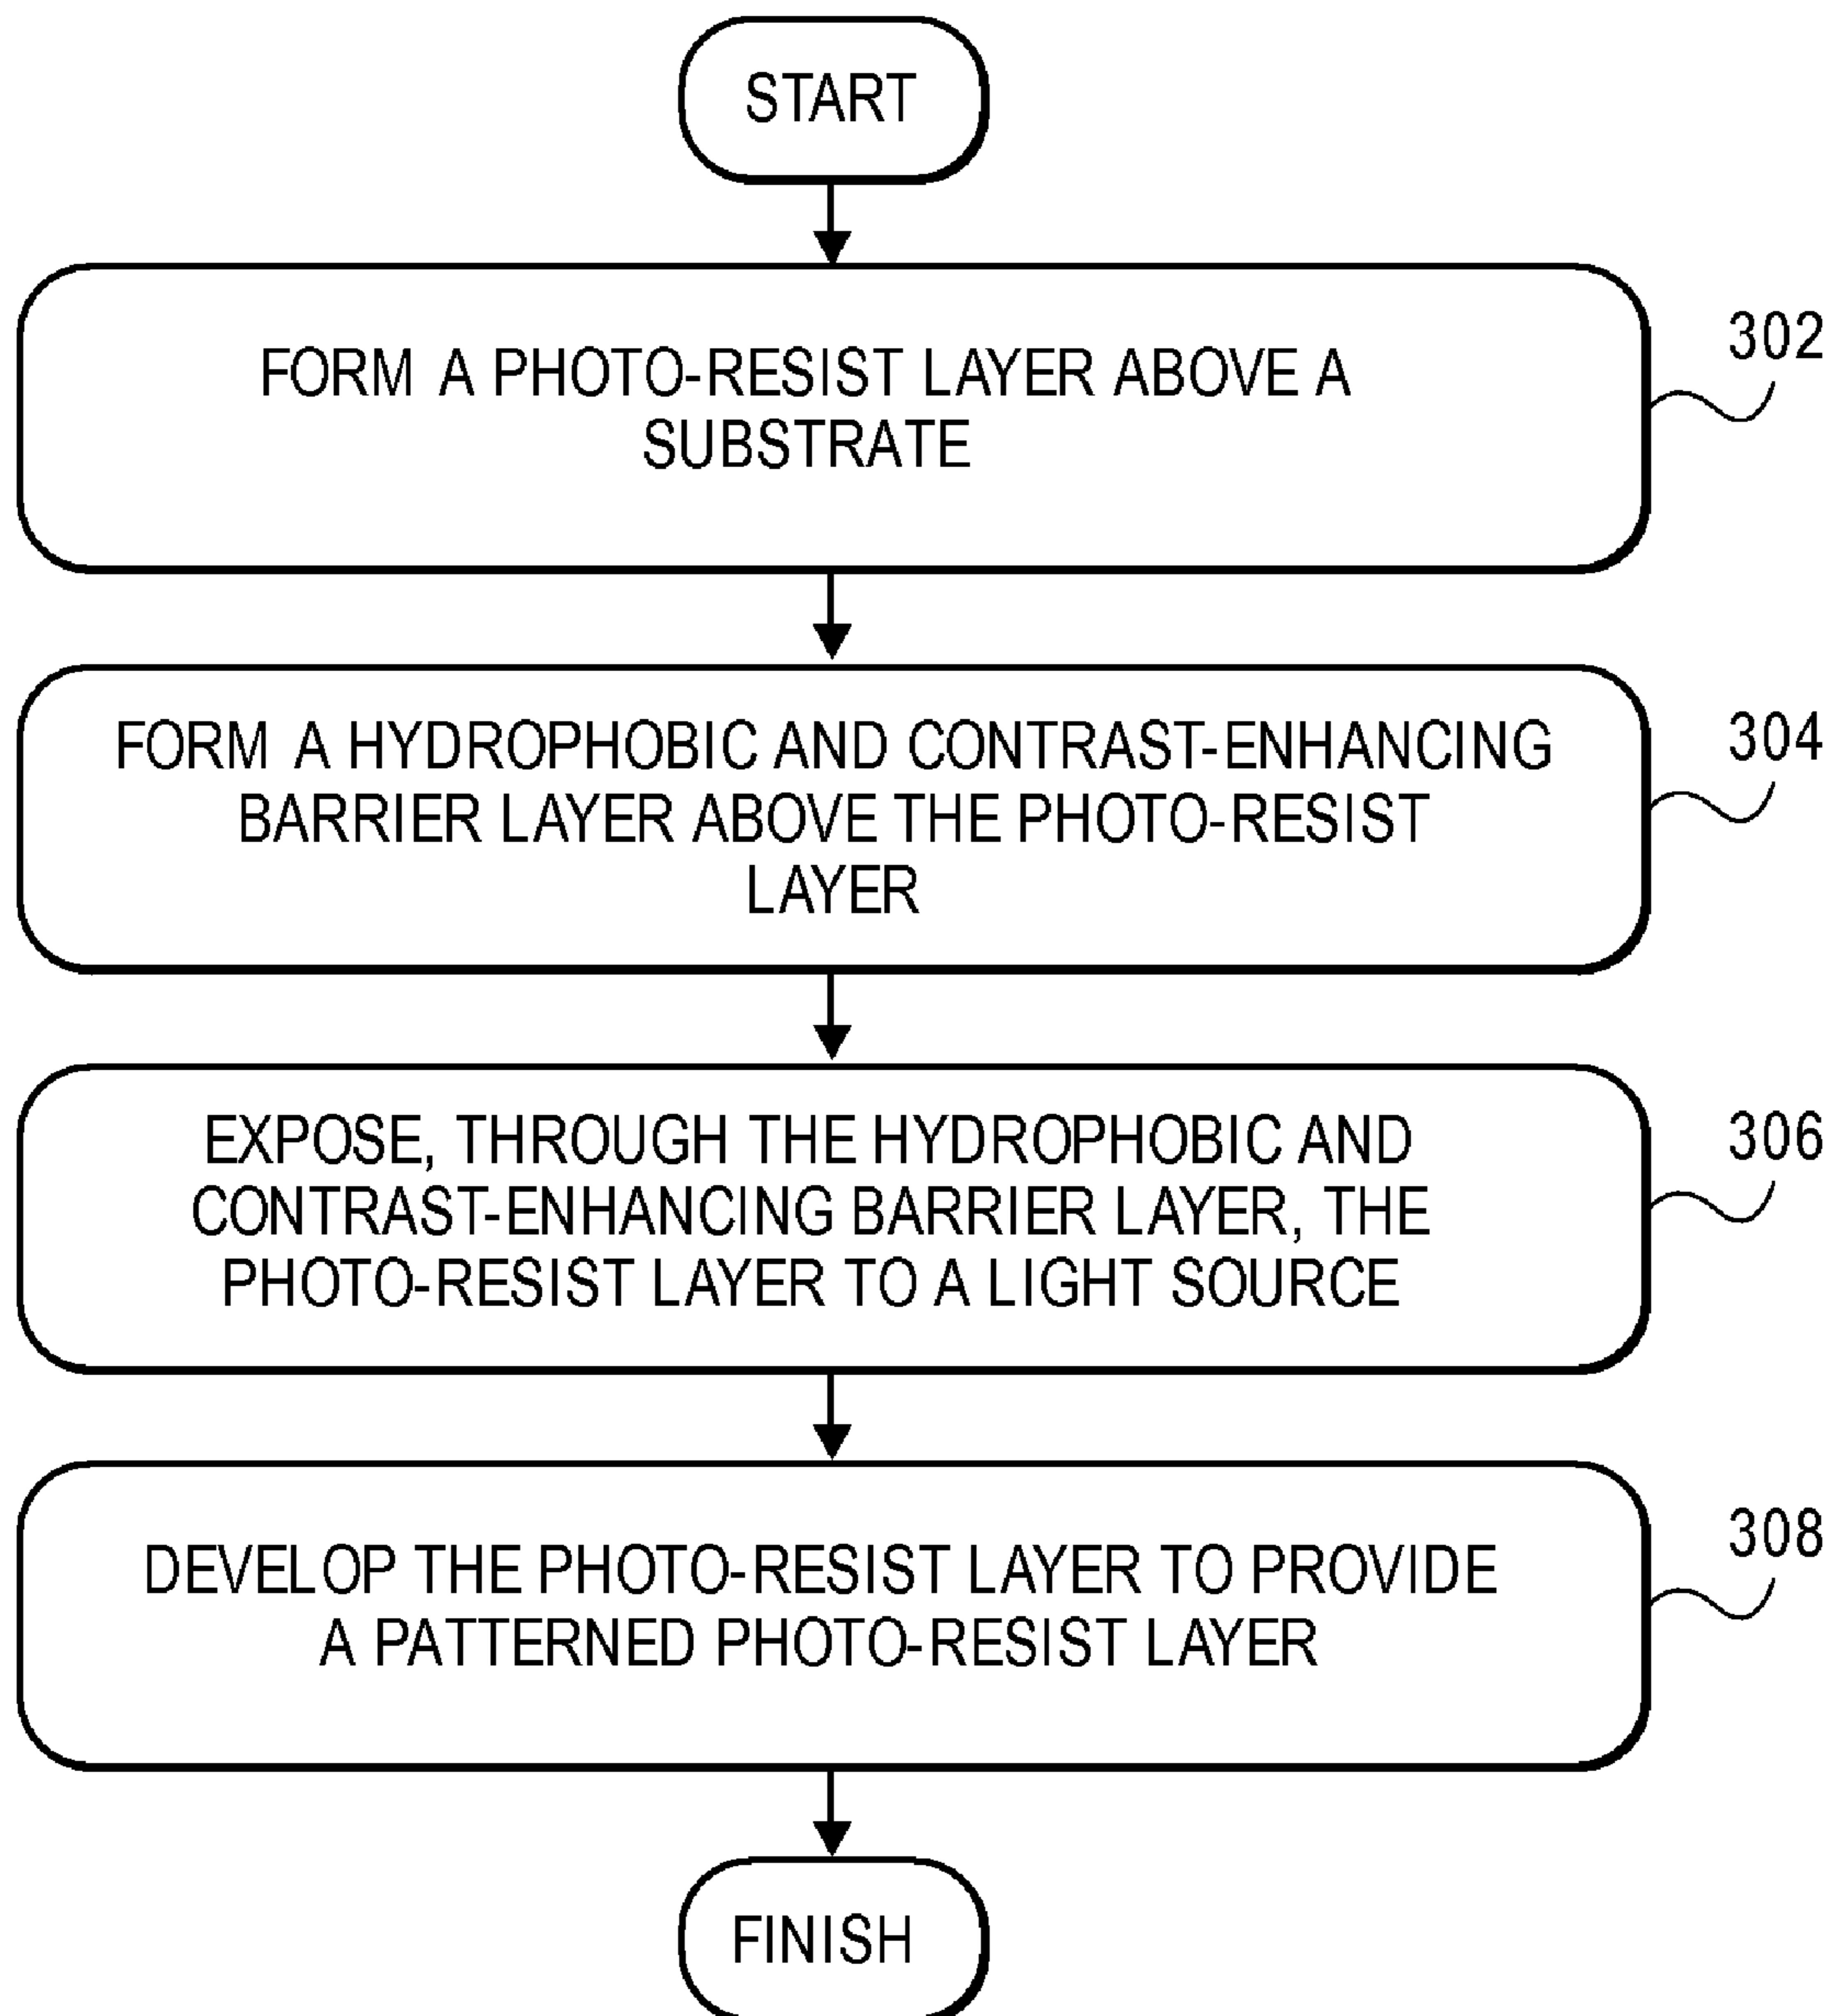 START
FORM A PHOTO-RESIST LAYER ABOVE A
SUBSTRATE
302
FORM A HYDROPHOBIC AND CONTRAST-ENHANCING
BARRIER LAYER ABOVE THE PHOTO-RESIST
LAYER
304
EXPOSE, THROUGH THE HYDROPHOBIC AND
CONTRAST-ENHANCING BARRIER LAYER, THE
PHOTO-RESIST LAYER TO A LIGHT SOURCE
306
DEVELOP THE PHOTO-RESIST LAYER TO PROVIDE
A PATTERNED PHOTO-RESIST LAYER
308
FINISH